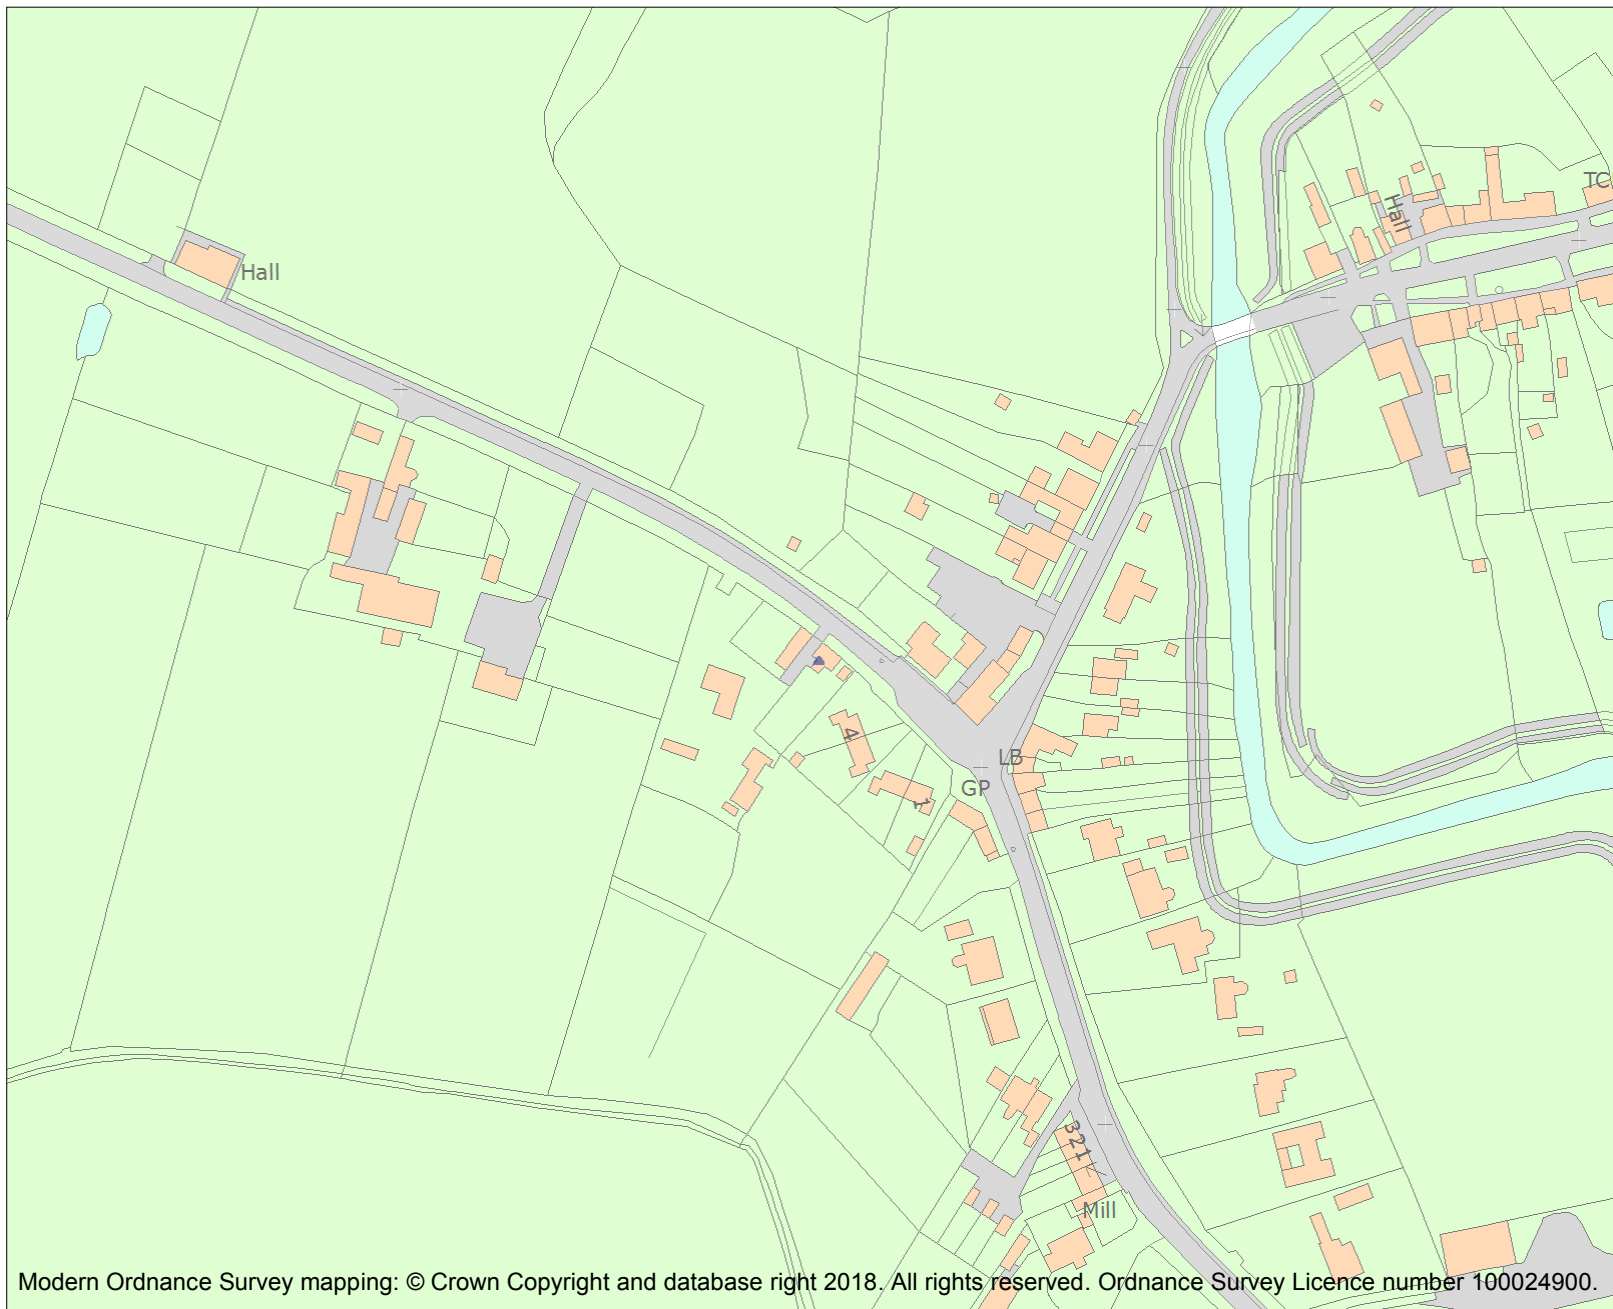 TC
Hall
Hall
4
LB
GP
1
321
Mill
Modern Ordnance Survey mapping: © Crown Copyright and database right 2018. All rights reserved. Ordnance Survey Licence number 100024900.